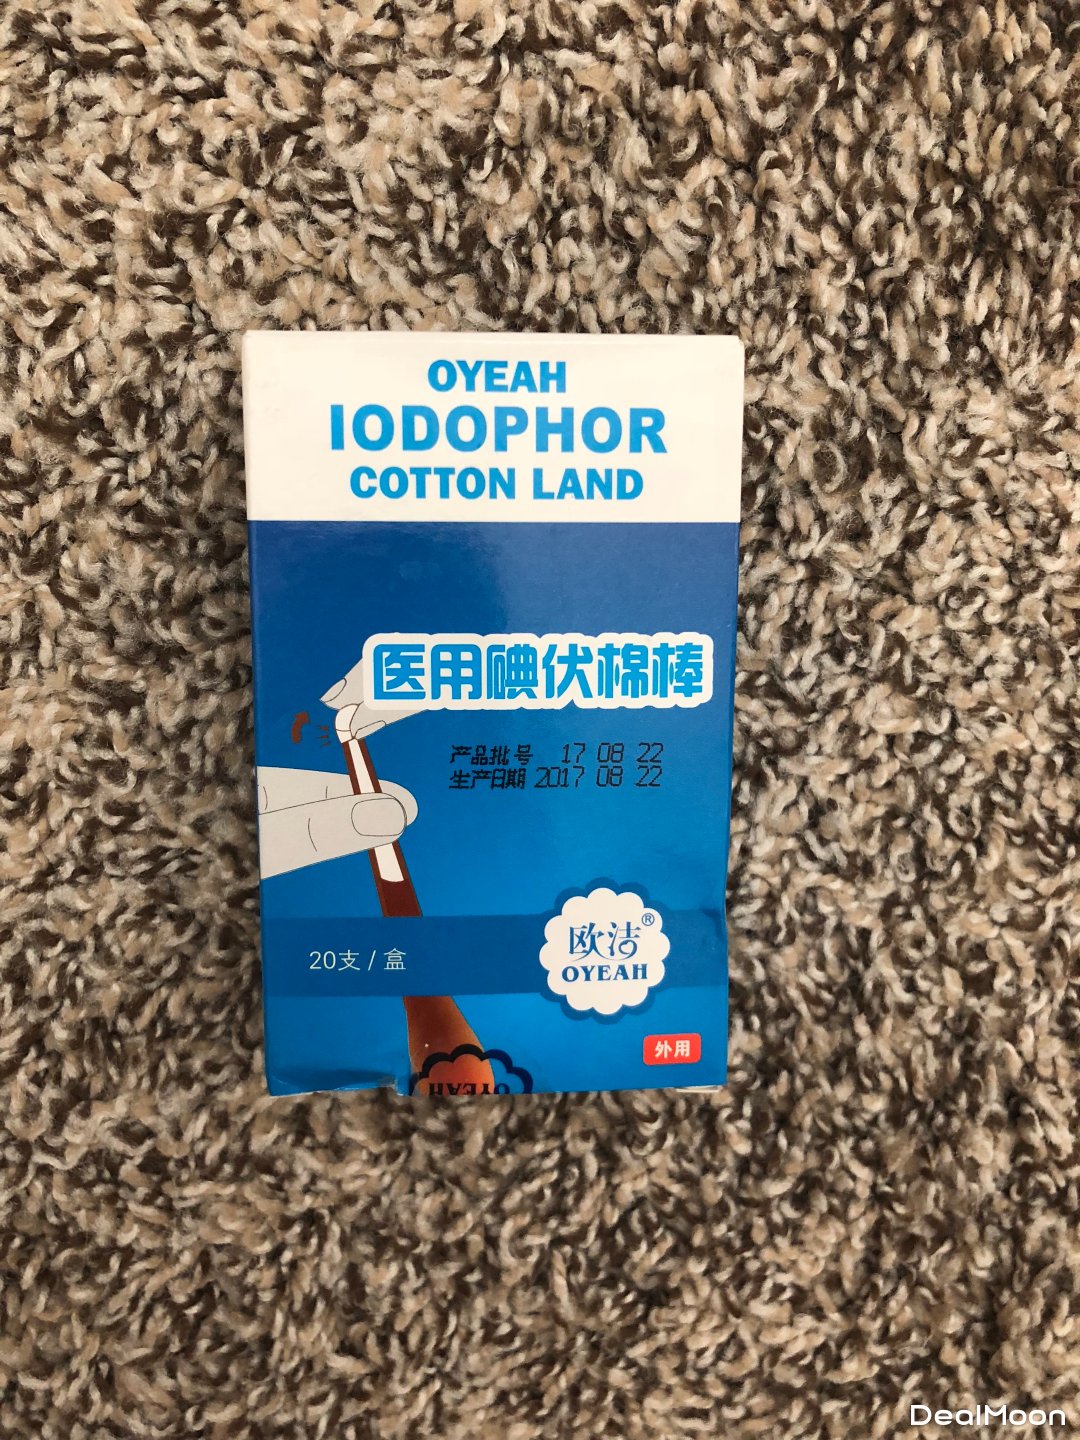 OYEAH
IODOPHOR
COTTON LAND
医用碘伏棉棒
产品批号 17 08 22
生产日期 2017 08 22
欧洁®
OYEAH
20支/盒
外用
OYEAH
DealMoon